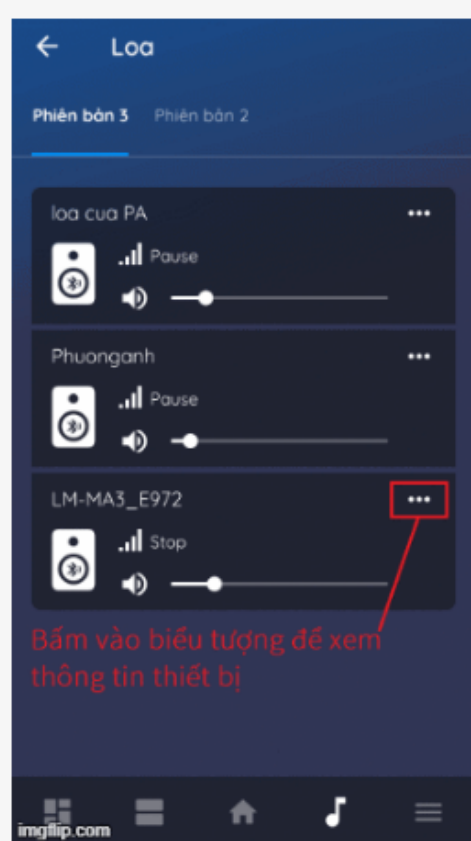 Loa
Phiên bản 3 Phiên bản 2
loa cua PA
Pause
Phuonganh
Pause
LM-MA3_E972
Stop
Bấm vào biểu tượng để xem
thông tin thiết bị
imgflip.com